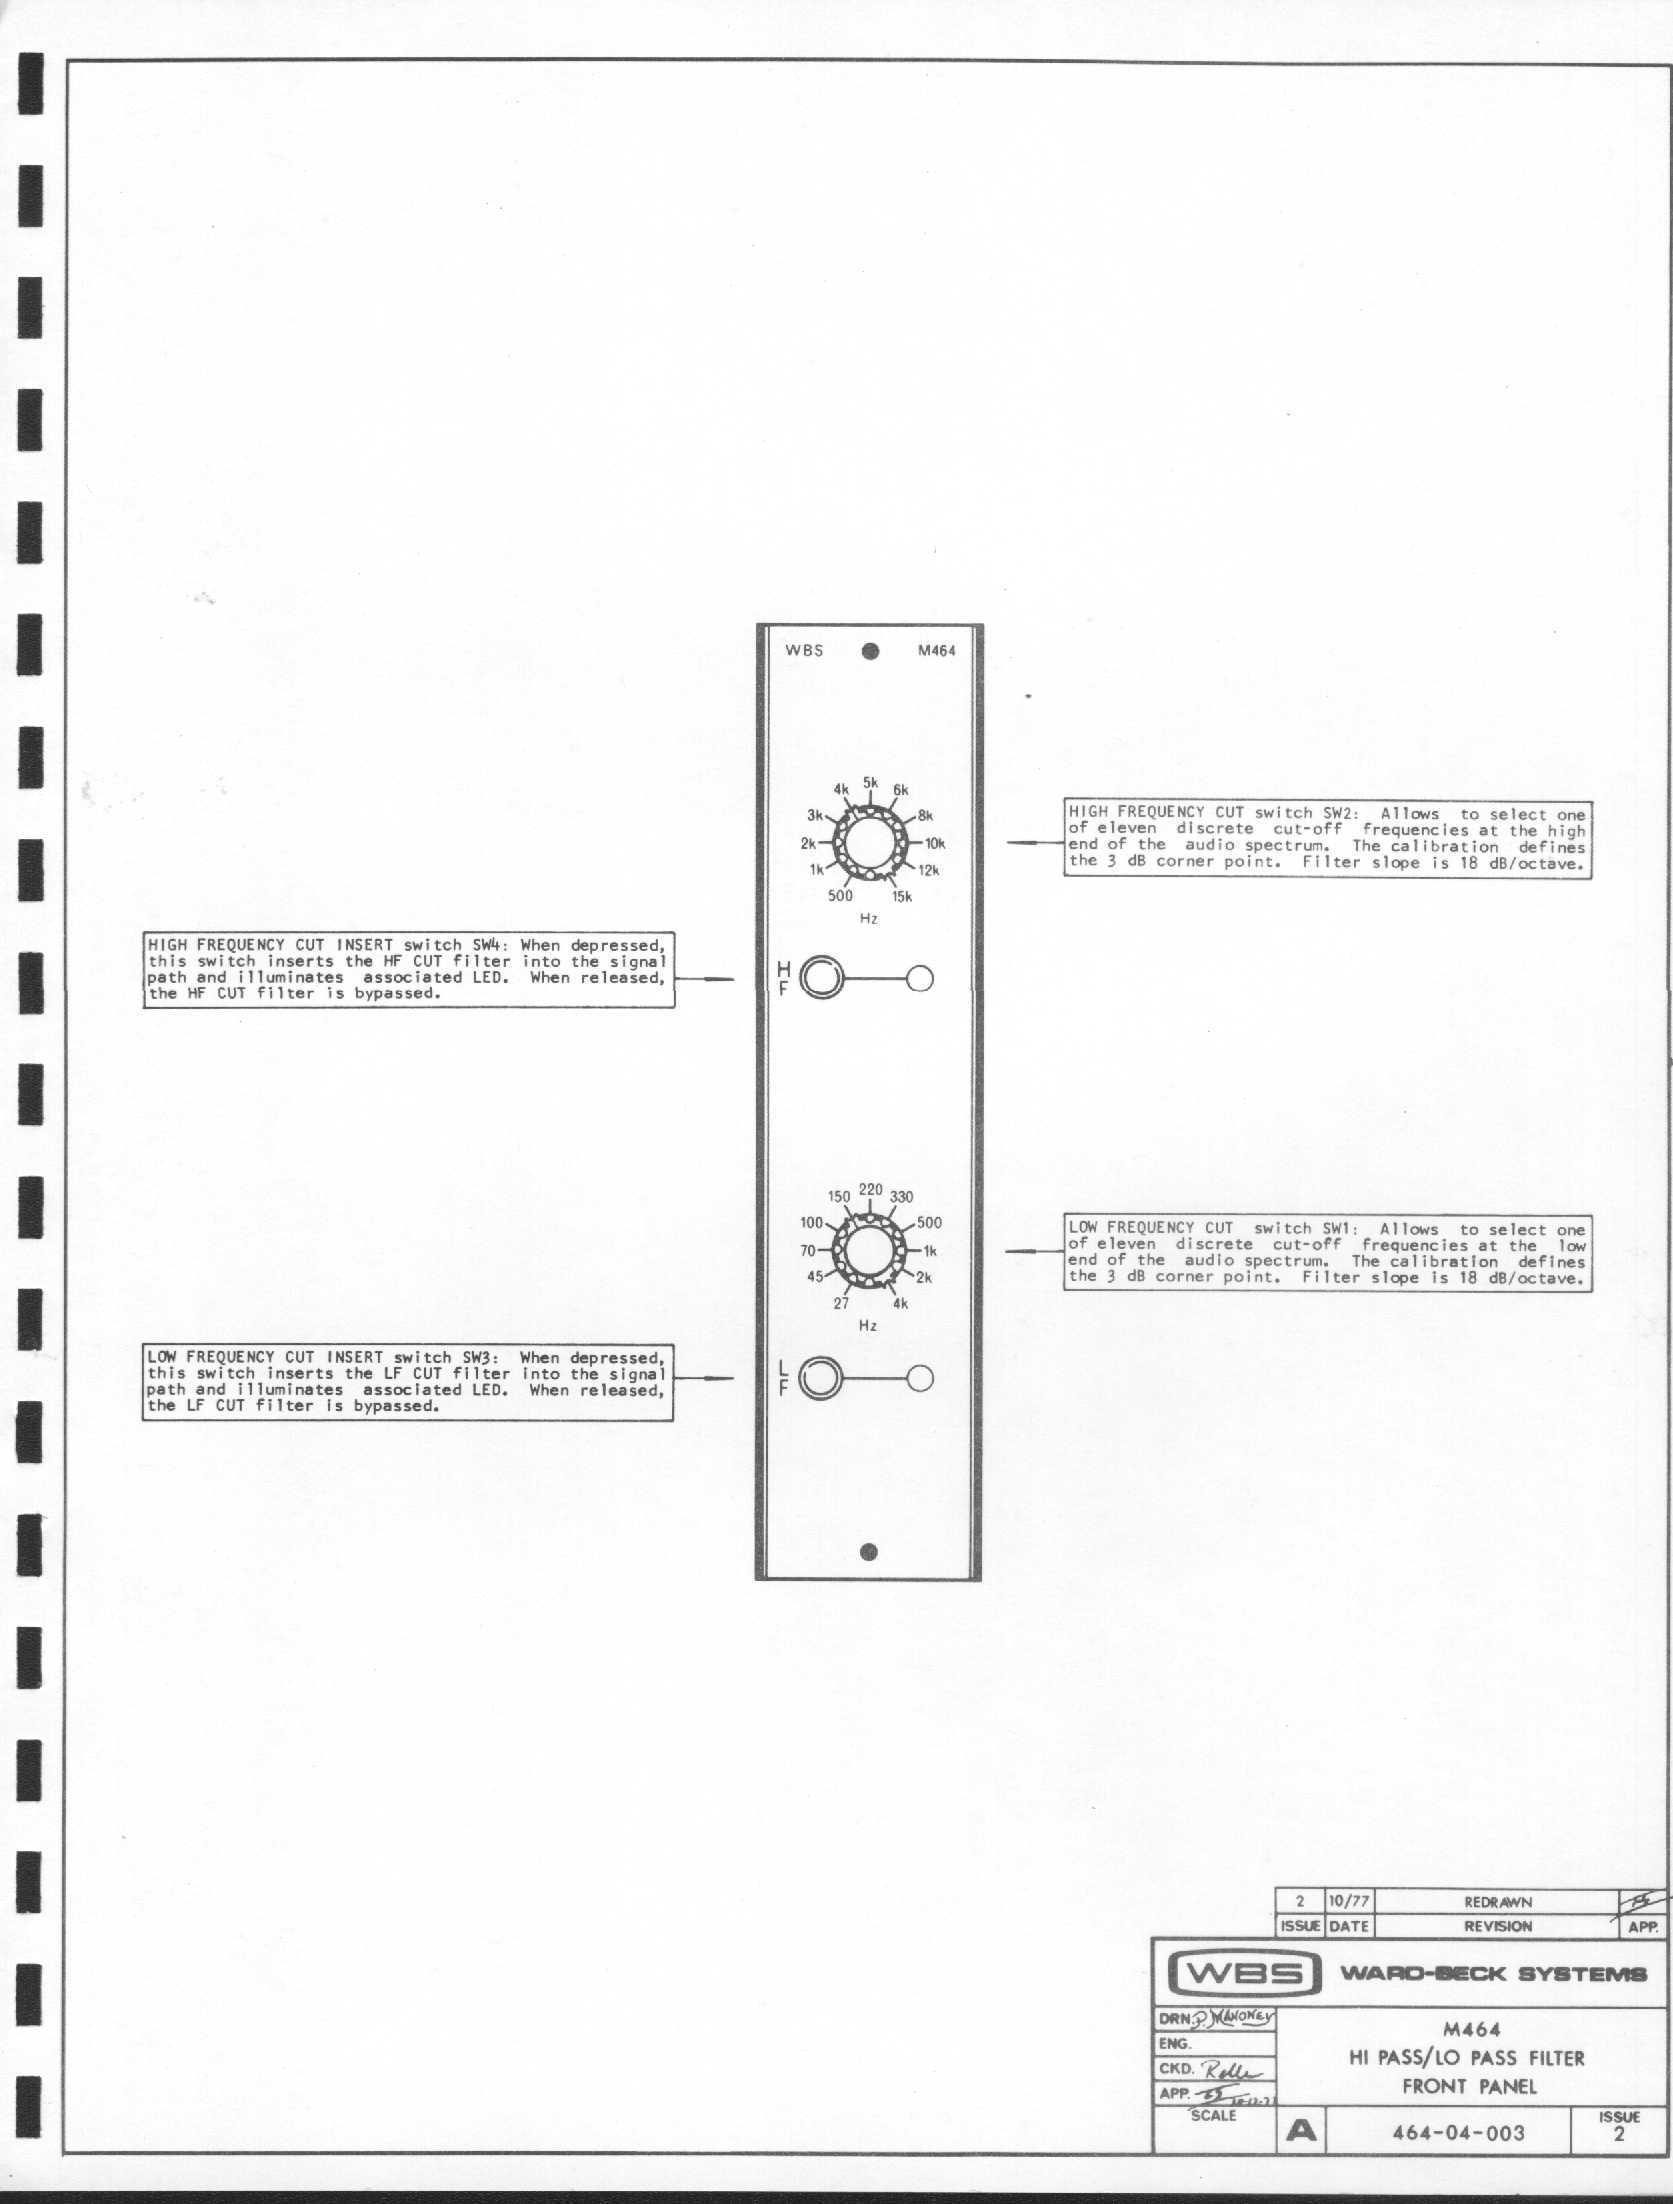 WBS M464
5k
4k 6k
3k 8k
2k 10k
1k 12k
500 15k
Hz
HIGH FREQUENCY CUT switch SW2: Allows to select one
of eleven discrete cut-off frequencies at the high
end of the audio spectrum. The calibration defines
the 3 dB corner point. Filter slope is 18 dB/octave.
HIGH FREQUENCY CUT INSERT switch SW4: When depressed,
this switch inserts the HF CUT filter into the signal
path and illuminates associated LED. When released,
the HF CUT filter is bypassed.
H
F
220
150 330
100 500
70 1k
45 2k
27 4k
Hz
LOW FREQUENCY CUT switch SW1: Allows to select one
of eleven discrete cut-off frequencies at the low
end of the audio spectrum. The calibration defines
the 3 dB corner point. Filter slope is 18 dB/octave.
LOW FREQUENCY CUT INSERT switch SW3: When depressed,
this switch inserts the LF CUT filter into the signal
path and illuminates associated LED. When released,
the LF CUT filter is bypassed.
L
F
2 10/77 REDRAWN
ISSUE DATE REVISION APP.
WBS WARD-BECK SYSTEMS
DRN. P. MAHONEY
ENG.
CKD.
APP.
SCALE
M464
HI PASS/LO PASS FILTER
FRONT PANEL
A 464-04-003
ISSUE
2